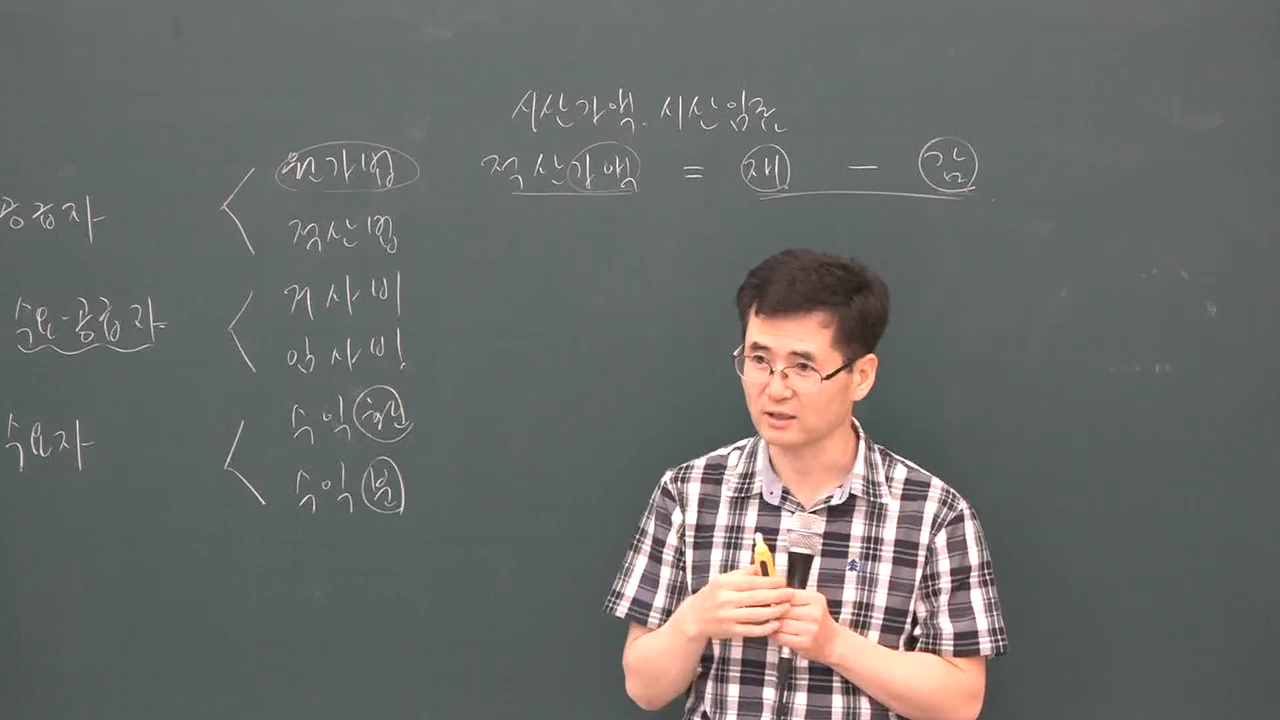 시산가액. 시산임료
적산가액 = 재 - 감
공급자
원가법
적산법
수요-공급자
거사비
임사비
수요자
수익환
수익분